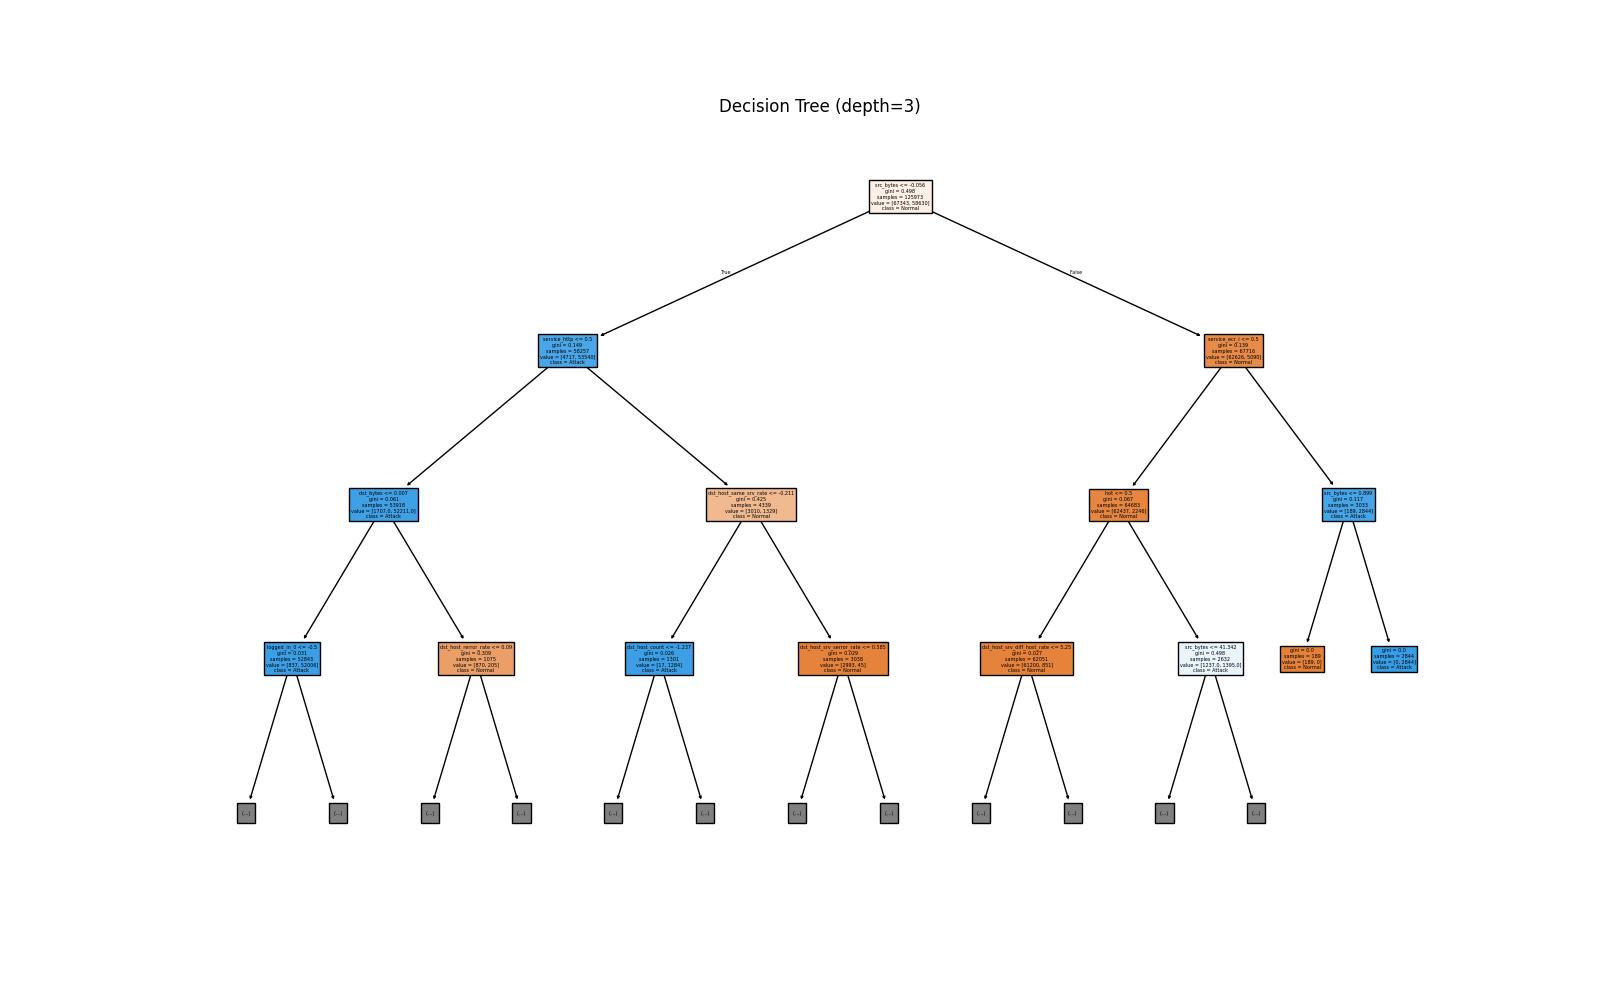 Decision Tree (depth=3)
src_bytes <= -0.056
gini = 0.498
samples = 125973
value = [67343, 58630]
class = Normal
True
False
service_http <= 0.5
gini = 0.149
samples = 58257
value = [4717, 53540]
class = Attack
service_ecr_i <= 0.5
gini = 0.139
samples = 67716
value = [62626, 5090]
class = Normal
dst_bytes <= 0.007
gini = 0.061
samples = 53918
value = [1707.0, 52211.0]
class = Attack
dst_host_same_srv_rate <= -0.211
gini = 0.425
samples = 4339
value = [3010, 1329]
class = Normal
hot <= 0.5
gini = 0.067
samples = 64683
value = [62437, 2246]
class = Normal
src_bytes <= 0.899
gini = 0.117
samples = 3033
value = [189, 2844]
class = Attack
logged_in_0 <= -0.5
gini = 0.031
samples = 52843
value = [837, 52006]
class = Attack
dst_host_rerror_rate <= 0.09
gini = 0.309
samples = 1075
value = [870, 205]
class = Normal
dst_host_count <= -1.237
gini = 0.026
samples = 1301
value = [17, 1284]
class = Attack
dst_host_srv_serror_rate <= 0.585
gini = 0.029
samples = 3038
value = [2993, 45]
class = Normal
dst_host_srv_diff_host_rate <= 5.25
gini = 0.027
samples = 62051
value = [61200, 851]
class = Normal
src_bytes <= 41.342
gini = 0.498
samples = 2632
value = [1237.0, 1395.0]
class = Attack
gini = 0.0
samples = 189
value = [189, 0]
class = Normal
gini = 0.0
samples = 2844
value = [0, 2844]
class = Attack
(...)
(...)
(...)
(...)
(...)
(...)
(...)
(...)
(...)
(...)
(...)
(...)